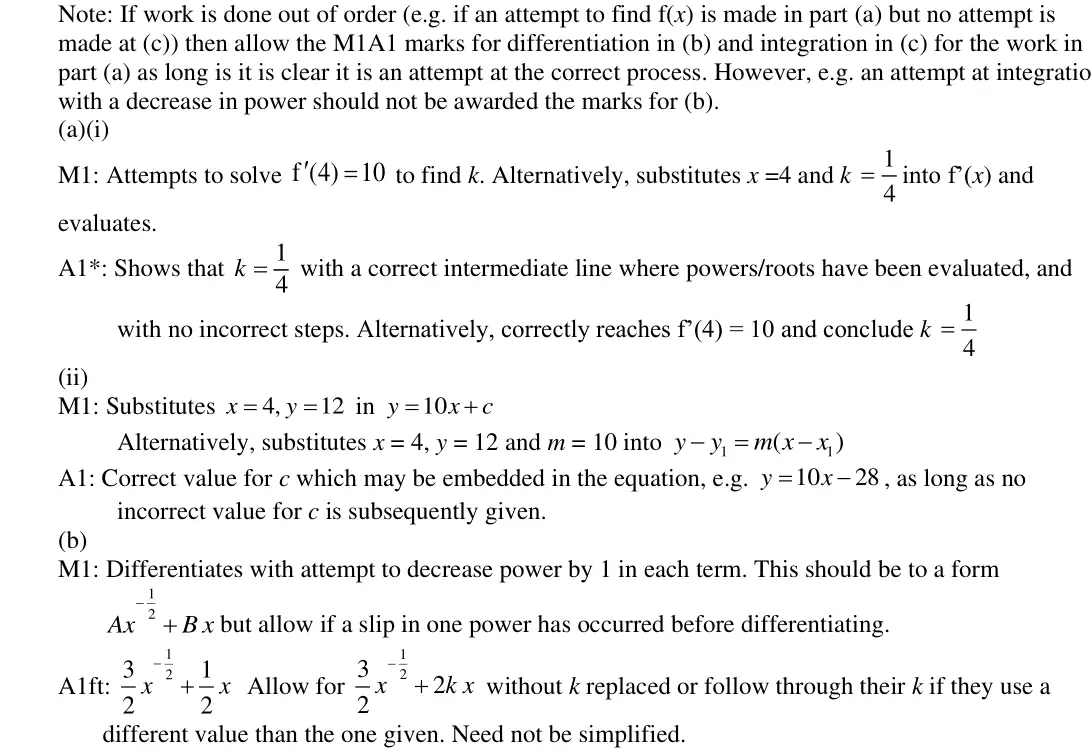 Note: If work is done out of order (e.g. if an attempt to find f(x) is made in part (a) but no attempt is
made at (c)) then allow the M1A1 marks for differentiation in (b) and integration in (c) for the work in
part (a) as long is it is clear it is an attempt at the correct process. However, e.g. an attempt at integratio
with a decrease in power should not be awarded the marks for (b).
(a)(i)
M1: Attempts to solve f′(4) = 10 to find k. Alternatively, substitutes x =4 and k = 1/4 into f’(x) and
evaluates.
A1*: Shows that k = 1/4 with a correct intermediate line where powers/roots have been evaluated, and
with no incorrect steps. Alternatively, correctly reaches f’(4) = 10 and conclude k = 1/4
(ii)
M1: Substitutes x = 4, y = 12 in y = 10x + c
Alternatively, substitutes x = 4, y = 12 and m = 10 into y − y₁ = m(x − x₁)
A1: Correct value for c which may be embedded in the equation, e.g. y = 10x − 28 , as long as no
incorrect value for c is subsequently given.
(b)
M1: Differentiates with attempt to decrease power by 1 in each term. This should be to a form
Ax^(−1/2) + B x but allow if a slip in one power has occurred before differentiating.
A1ft: 3/2 x^(−1/2) + 1/2 x Allow for 3/2 x^(−1/2) + 2k x without k replaced or follow through their k if they use a
different value than the one given. Need not be simplified.